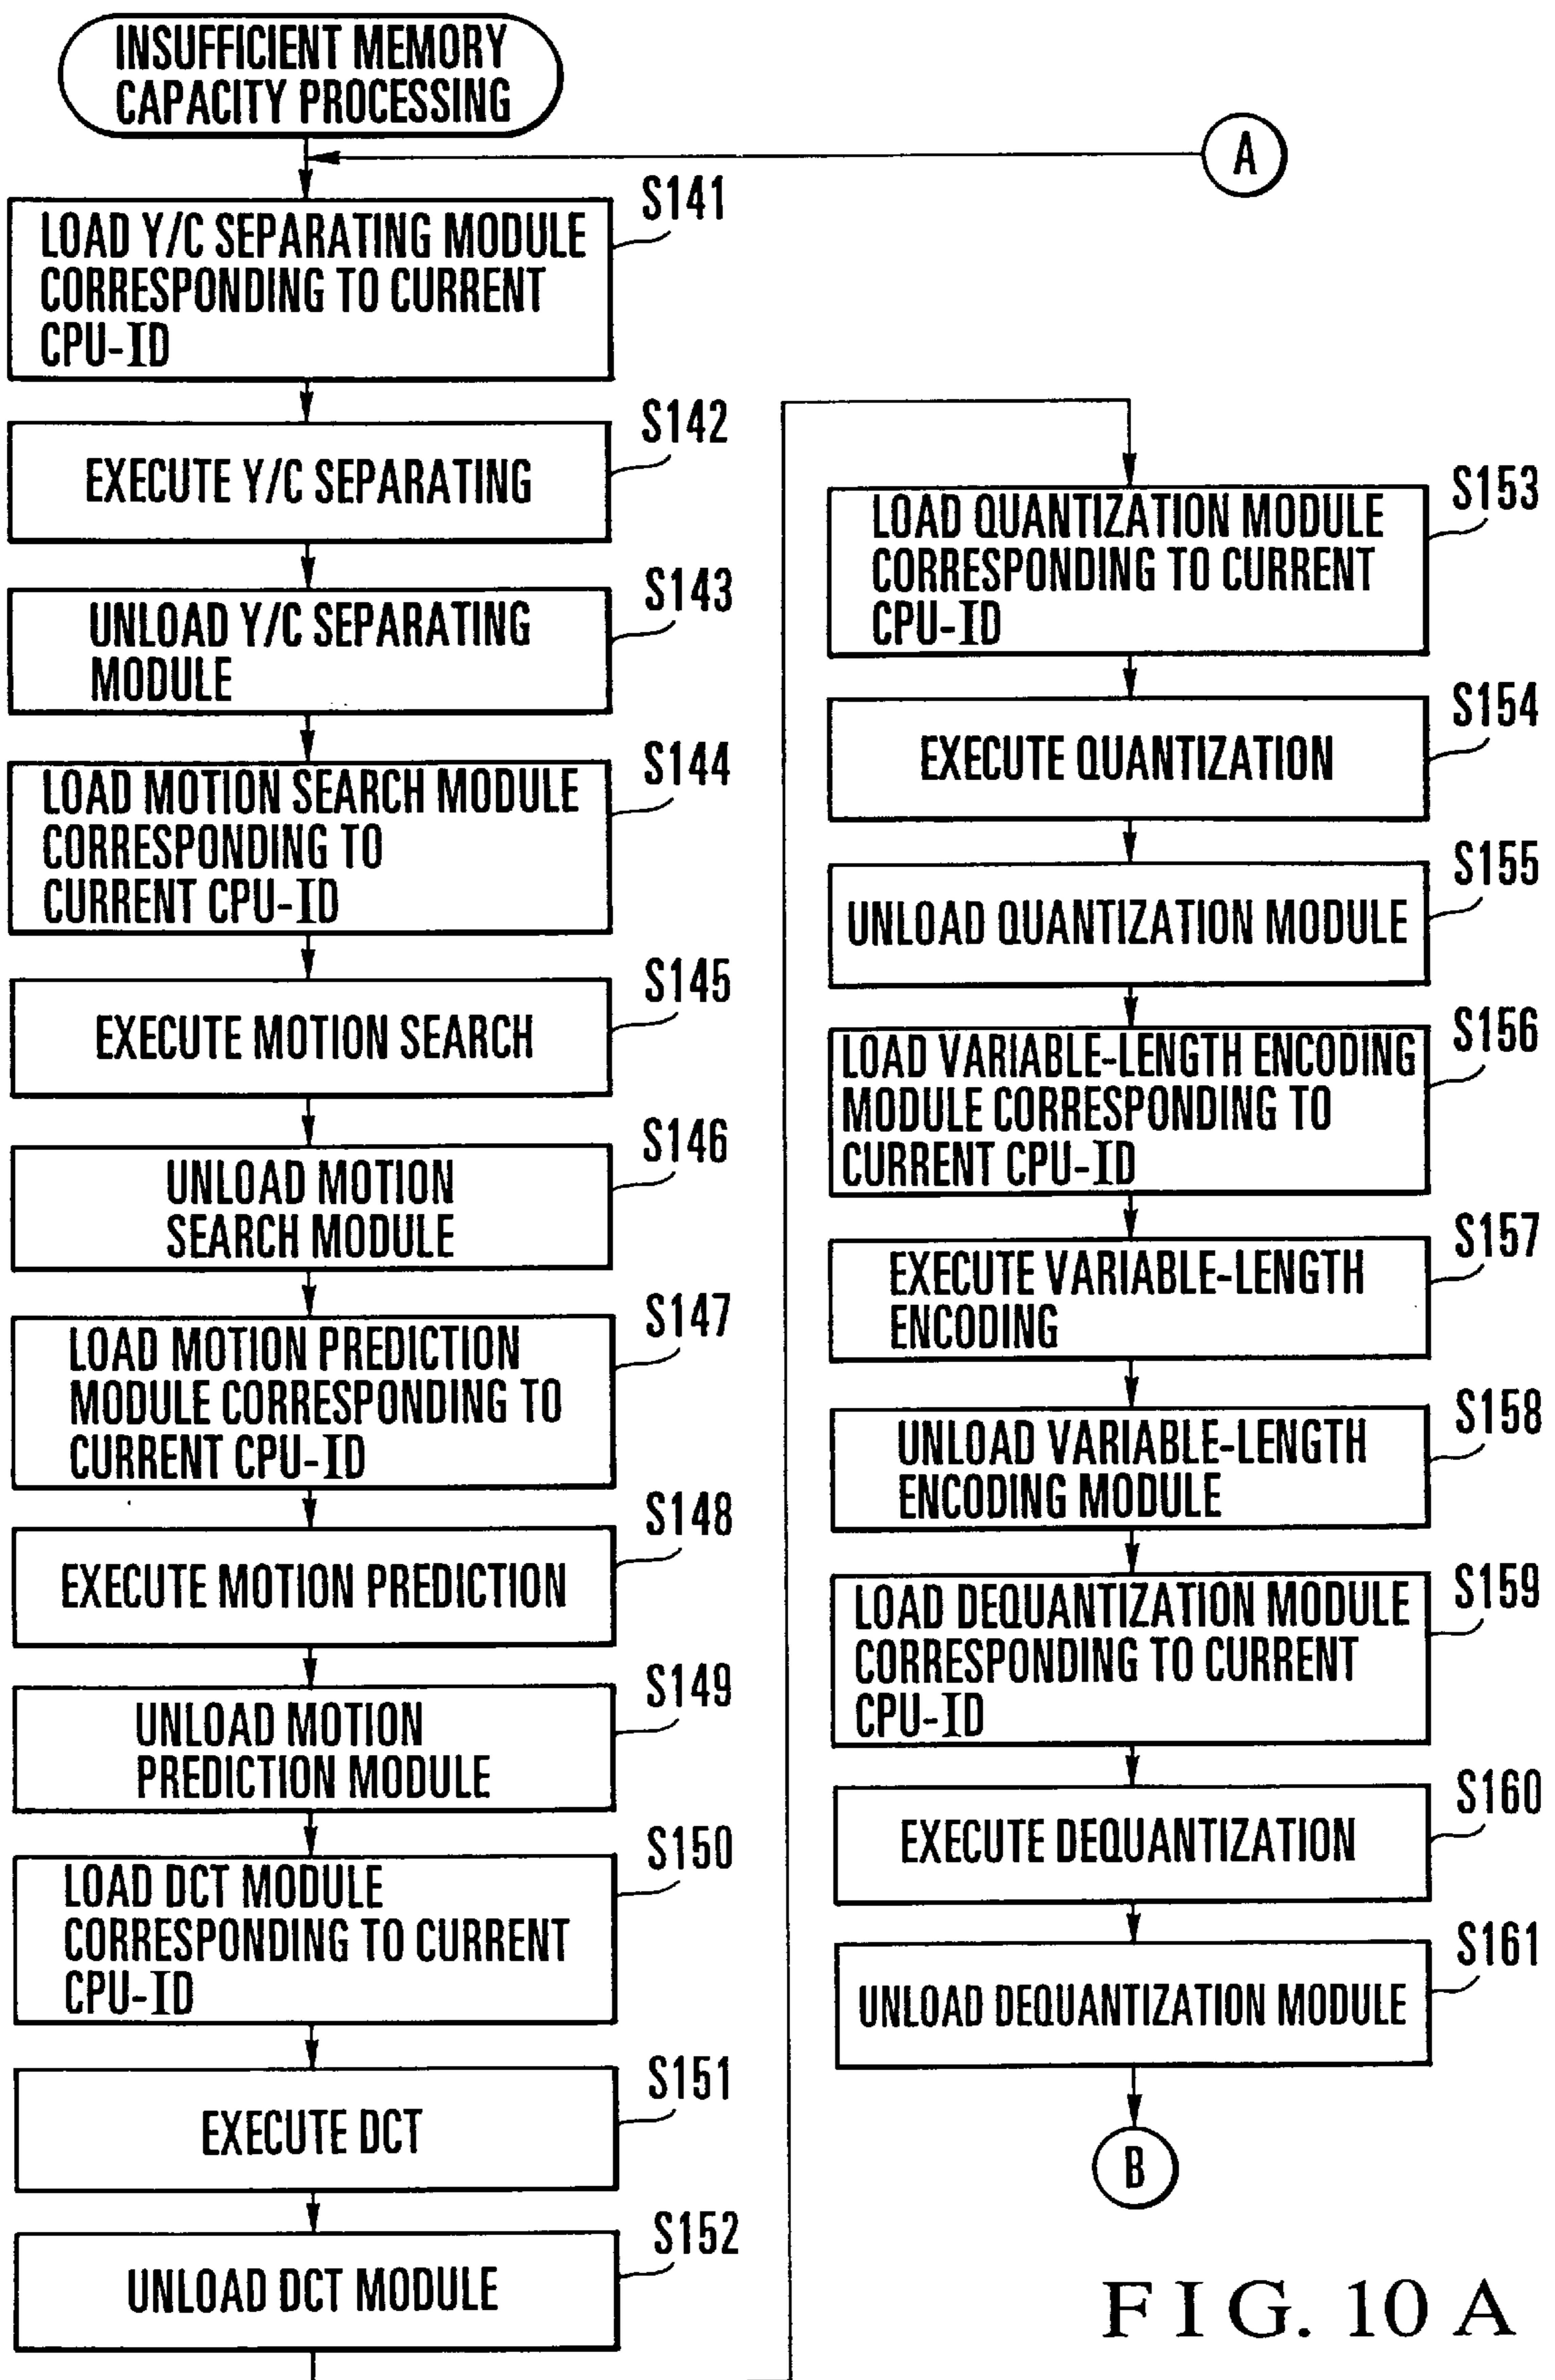 INSUFFICIENT MEMORY
CAPACITY PROCESSING
A
S141
LOAD Y/C SEPARATING MODULE
CORRESPONDING TO CURRENT
CPU-ID
S142
EXECUTE Y/C SEPARATING
S143
UNLOAD Y/C SEPARATING
MODULE
S144
LOAD MOTION SEARCH MODULE
CORRESPONDING TO
CURRENT CPU-ID
S145
EXECUTE MOTION SEARCH
S146
UNLOAD MOTION
SEARCH MODULE
S147
LOAD MOTION PREDICTION
MODULE CORRESPONDING TO
CURRENT CPU-ID
S148
EXECUTE MOTION PREDICTION
S149
UNLOAD MOTION
PREDICTION MODULE
S150
LOAD DCT MODULE
CORRESPONDING TO CURRENT
CPU-ID
S151
EXECUTE DCT
S152
UNLOAD DCT MODULE
S153
LOAD QUANTIZATION MODULE
CORRESPONDING TO CURRENT
CPU-ID
S154
EXECUTE QUANTIZATION
S155
UNLOAD QUANTIZATION MODULE
S156
LOAD VARIABLE-LENGTH ENCODING
MODULE CORRESPONDING TO
CURRENT CPU-ID
S157
EXECUTE VARIABLE-LENGTH
ENCODING
S158
UNLOAD VARIABLE-LENGTH
ENCODING MODULE
S159
LOAD DEQUANTIZATION MODULE
CORRESPONDING TO CURRENT
CPU-ID
S160
EXECUTE DEQUANTIZATION
S161
UNLOAD DEQUANTIZATION MODULE
B
FIG. 10 A